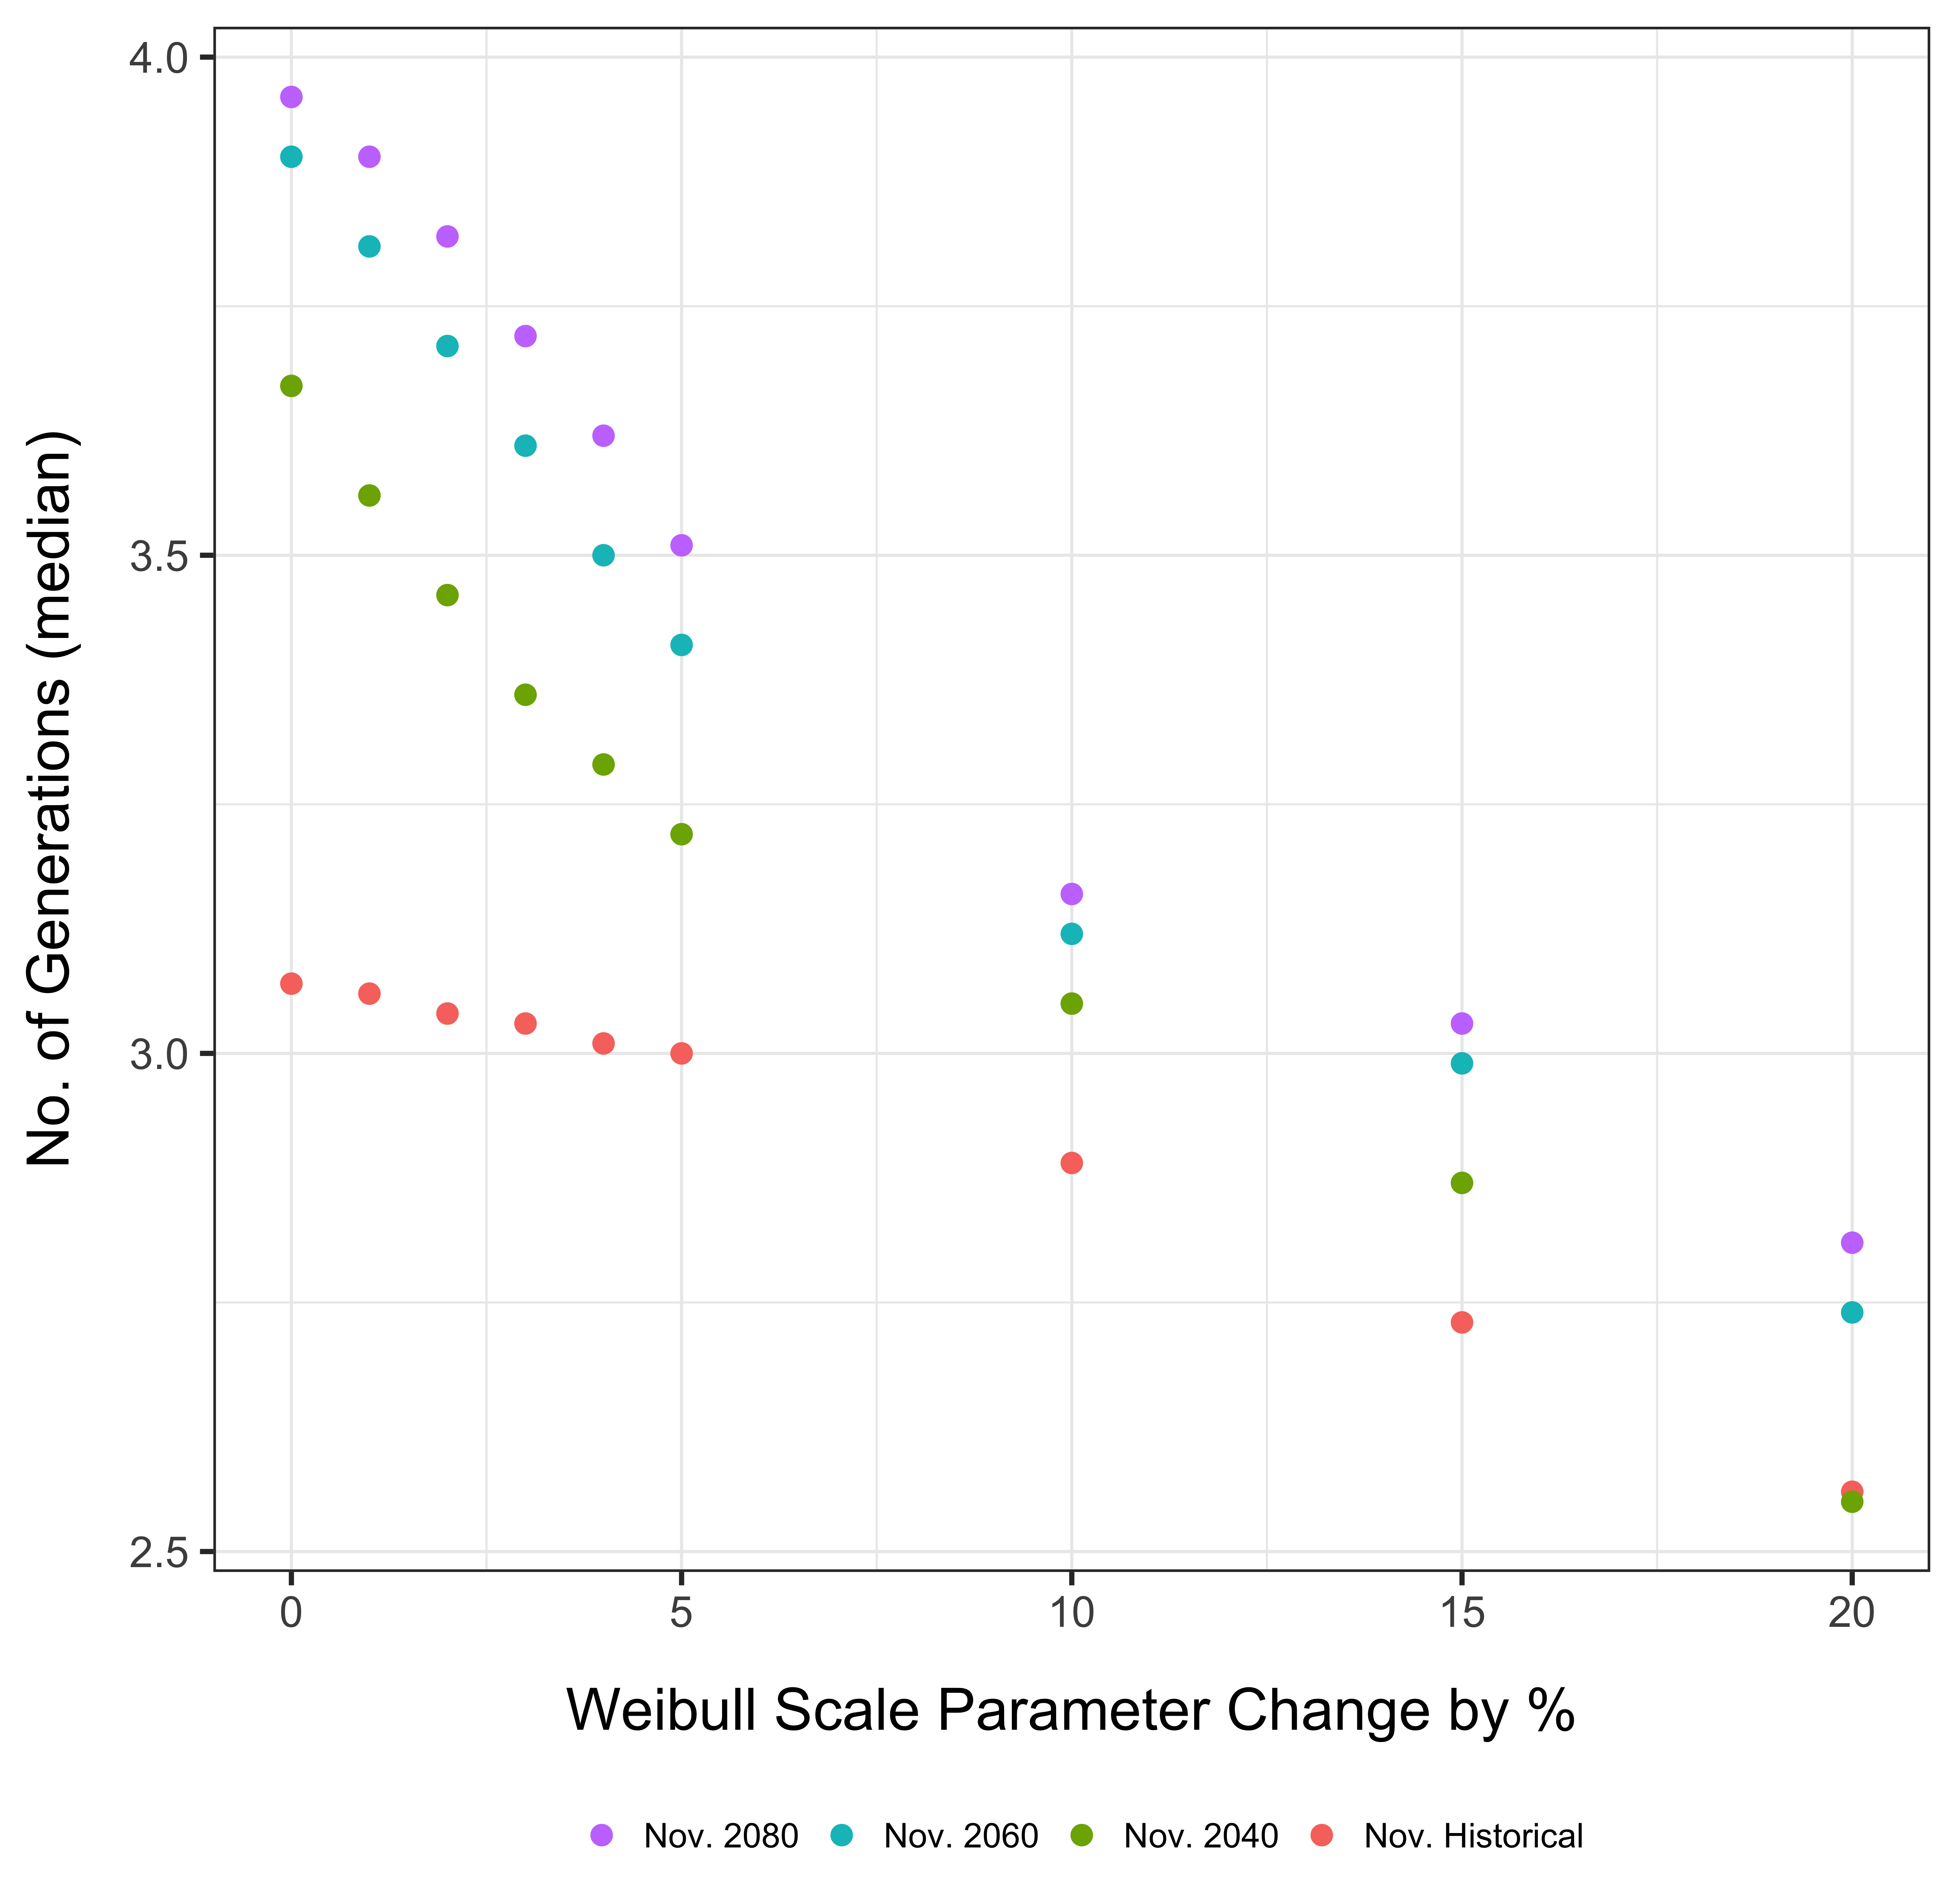 No. of Generations (median)
4.0
3.5
3.0
2.5
0 5 10 15 20
Weibull Scale Parameter Change by %
Nov. 2080 Nov. 2060 Nov. 2040 Nov. Historical